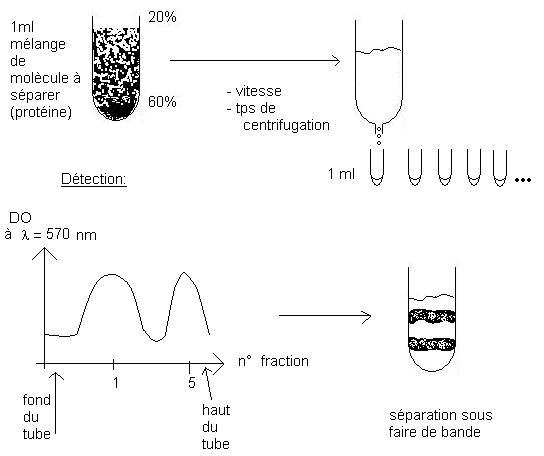 1ml
mélange
de
molècule à
séparer
(protéine)
20%
60%
- vitesse
- tps de
centrifugation
1 ml
...
Détection:
DO
à λ = 570 nm
n° fraction
1
5
fond
du
tube
haut
du
tube
séparation sous
faire de bande